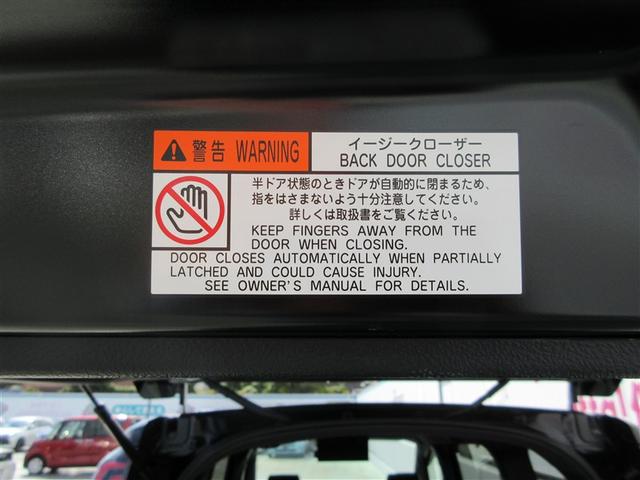 警告 WARNING
イージークローザー
BACK DOOR CLOSER
半ドア状態のときドアが自動的に閉まるため、
指をはさまないよう十分注意してください。
詳しくは取扱書をご覧ください。
KEEP FINGERS AWAY FROM THE
DOOR WHEN CLOSING.
DOOR CLOSES AUTOMATICALLY WHEN PARTIALLY
LATCHED AND COULD CAUSE INJURY.
SEE OWNER'S MANUAL FOR DETAILS.